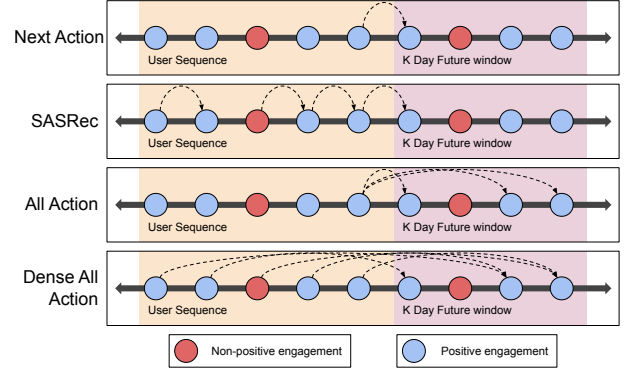 Next Action
User Sequence
K Day Future window
SASRec
User Sequence
K Day Future window
All Action
User Sequence
K Day Future window
Dense All
Action
User Sequence
K Day Future window
Non-positive engagement
Positive engagement